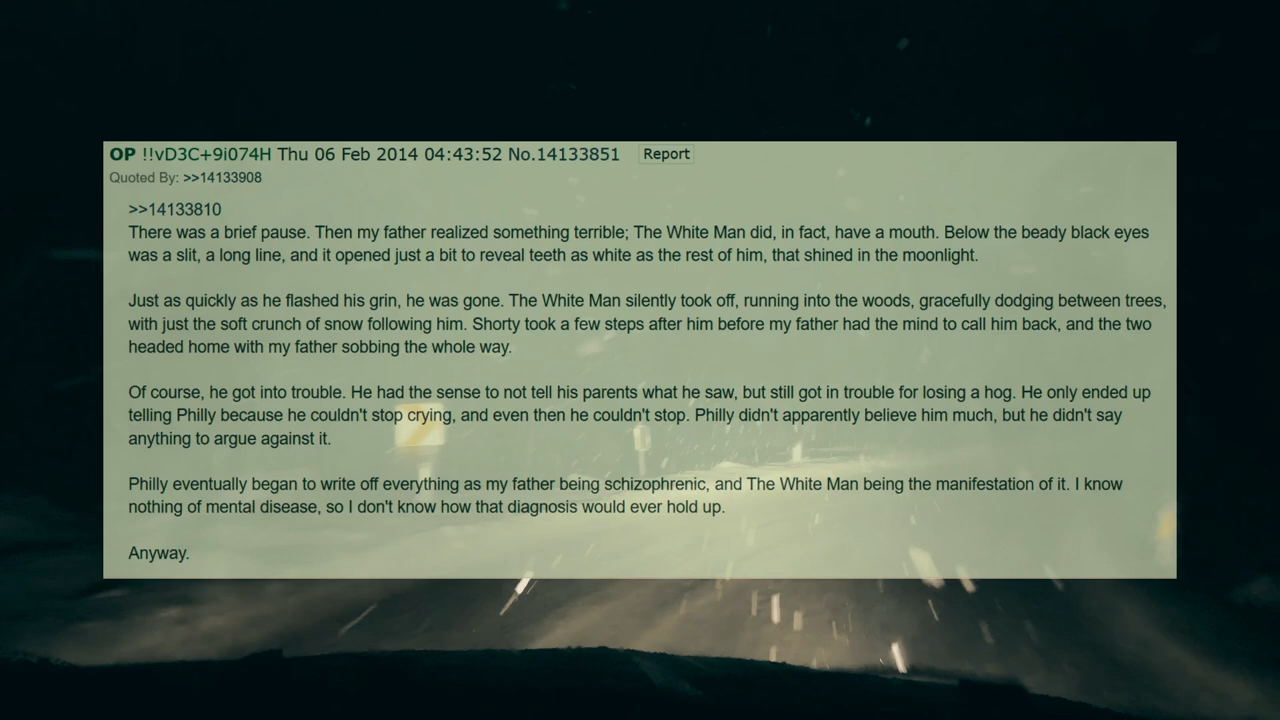 OP !!vD3C+9i074H Thu 06 Feb 2014 04:43:52 No.14133851 Report
Quoted By: >>14133908
>>14133810
There was a brief pause. Then my father realized something terrible; The White Man did, in fact, have a mouth. Below the beady black eyes
was a slit, a long line, and it opened just a bit to reveal teeth as white as the rest of him, that shined in the moonlight.
Just as quickly as he flashed his grin, he was gone. The White Man silently took off, running into the woods, gracefully dodging between trees,
with just the soft crunch of snow following him. Shorty took a few steps after him before my father had the mind to call him back, and the two
headed home with my father sobbing the whole way.
Of course, he got into trouble. He had the sense to not tell his parents what he saw, but still got in trouble for losing a hog. He only ended up
telling Philly because he couldn't stop crying, and even then he couldn't stop. Philly didn't apparently believe him much, but he didn't say
anything to argue against it.
Philly eventually began to write off everything as my father being schizophrenic, and The White Man being the manifestation of it. I know
nothing of mental disease, so I don't know how that diagnosis would ever hold up.
Anyway.